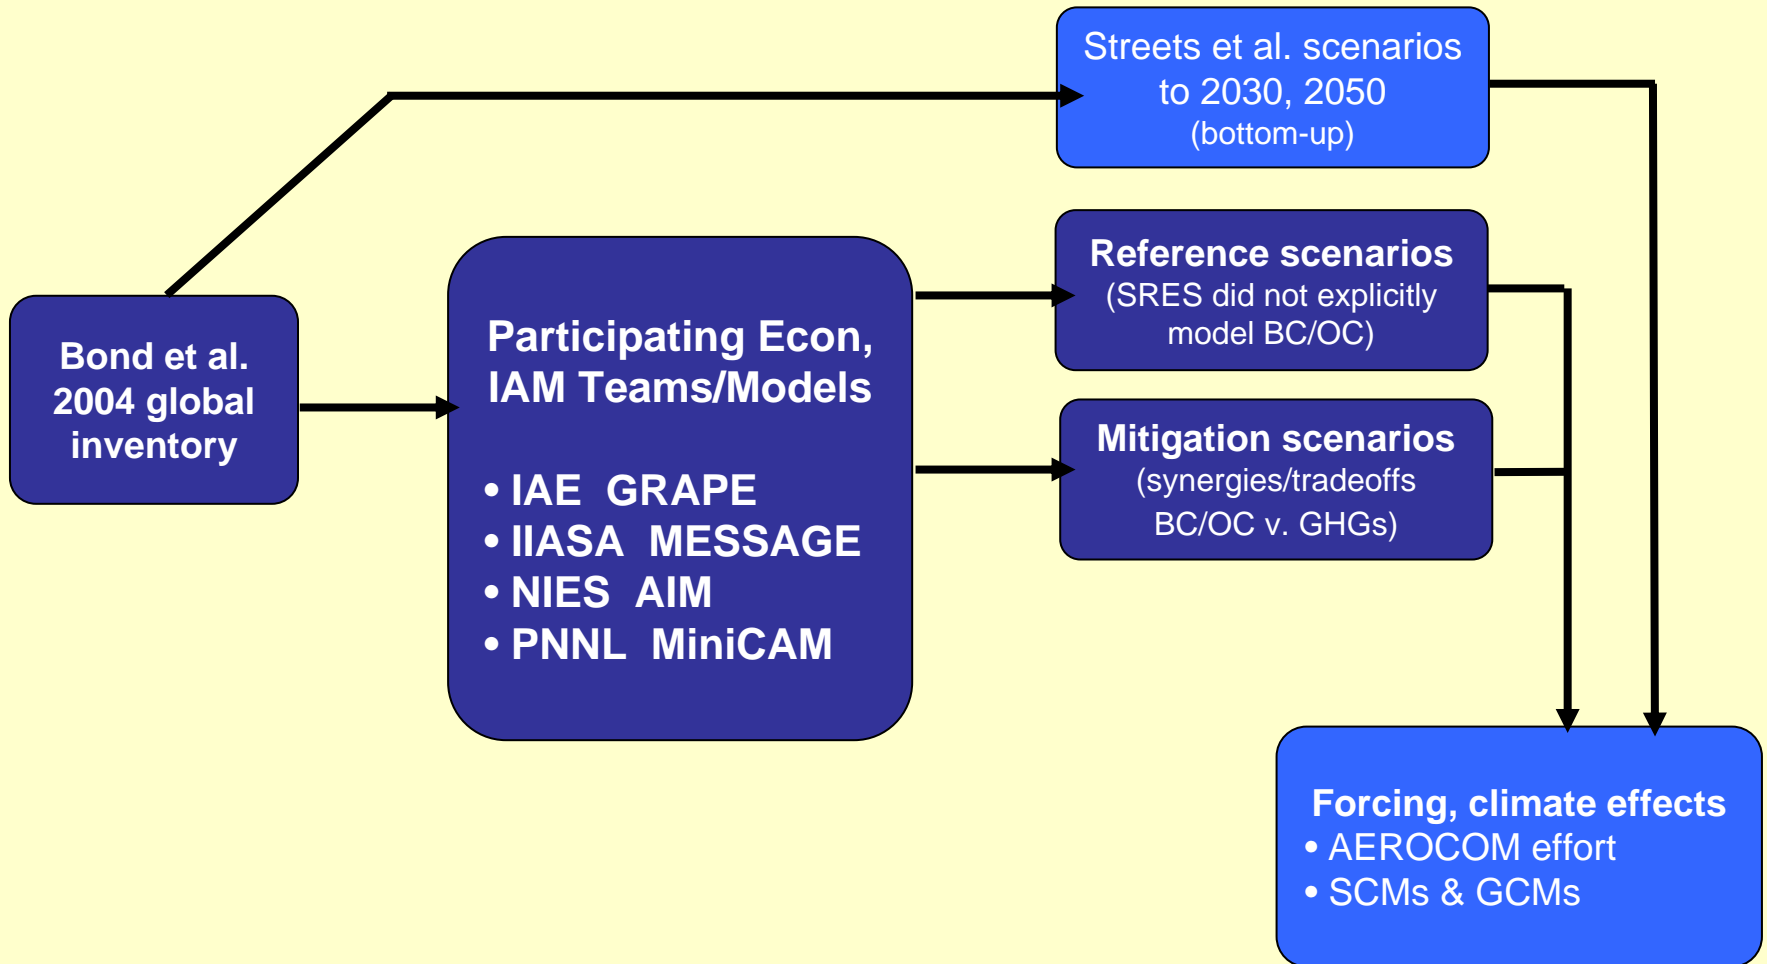 Streets et al. scenarios
to 2030, 2050
(bottom-up)
Reference scenarios
(SRES did not explicitly
model BC/OC)
Bond et al.
2004 global
inventory
Participating Econ,
IAM Teams/Models
• IAE GRAPE
• IIASA MESSAGE
• NIES AIM
• PNNL MiniCAM
Mitigation scenarios
(synergies/tradeoffs
BC/OC v. GHGs)
Forcing, climate effects
• AEROCOM effort
• SCMs & GCMs